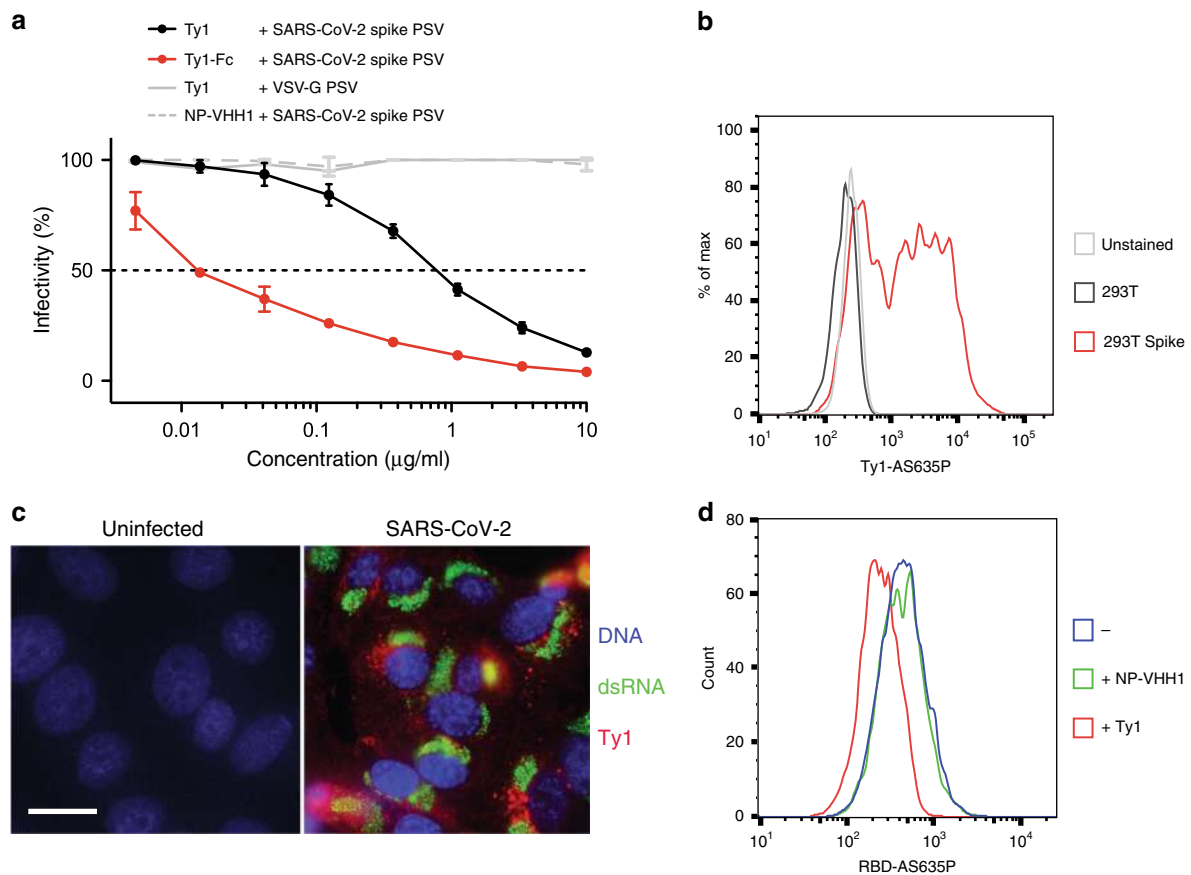 a
Ty1 + SARS-CoV-2 spike PSV
Ty1-Fc + SARS-CoV-2 spike PSV
Ty1 + VSV-G PSV
NP-VHH1 + SARS-CoV-2 spike PSV
100
50
0
Infectivity (%)
0.01 0.1 1 10
Concentration (μg/ml)
b
100
80
60
40
20
0
% of max
10¹ 10² 10³ 10⁴ 10⁵
Ty1-AS635P
Unstained
293T
293T Spike
c
Uninfected SARS-CoV-2
DNA
dsRNA
Ty1
d
80
60
40
20
0
Count
10¹ 10² 10³ 10⁴
RBD-AS635P
–
+ NP-VHH1
+ Ty1